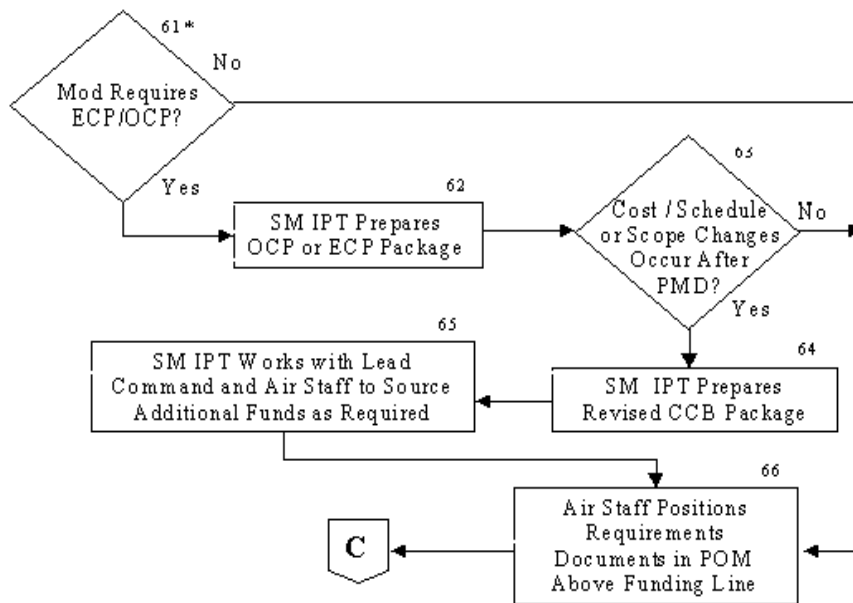 61*
No
Mod Requires
ECP/OCP?
Yes
62
SM IPT Prepares
OCP or ECP Package
63
Cost / Schedule
or Scope Changes
Occur After
PMD?
No
Yes
65
SM IPT Works with Lead
Command and Air Staff to Source
Additional Funds as Required
64
SM IPT Prepares
Revised CCB Package
66
Air Staff Positions
Requirements
Documents in POM
Above Funding Line
C